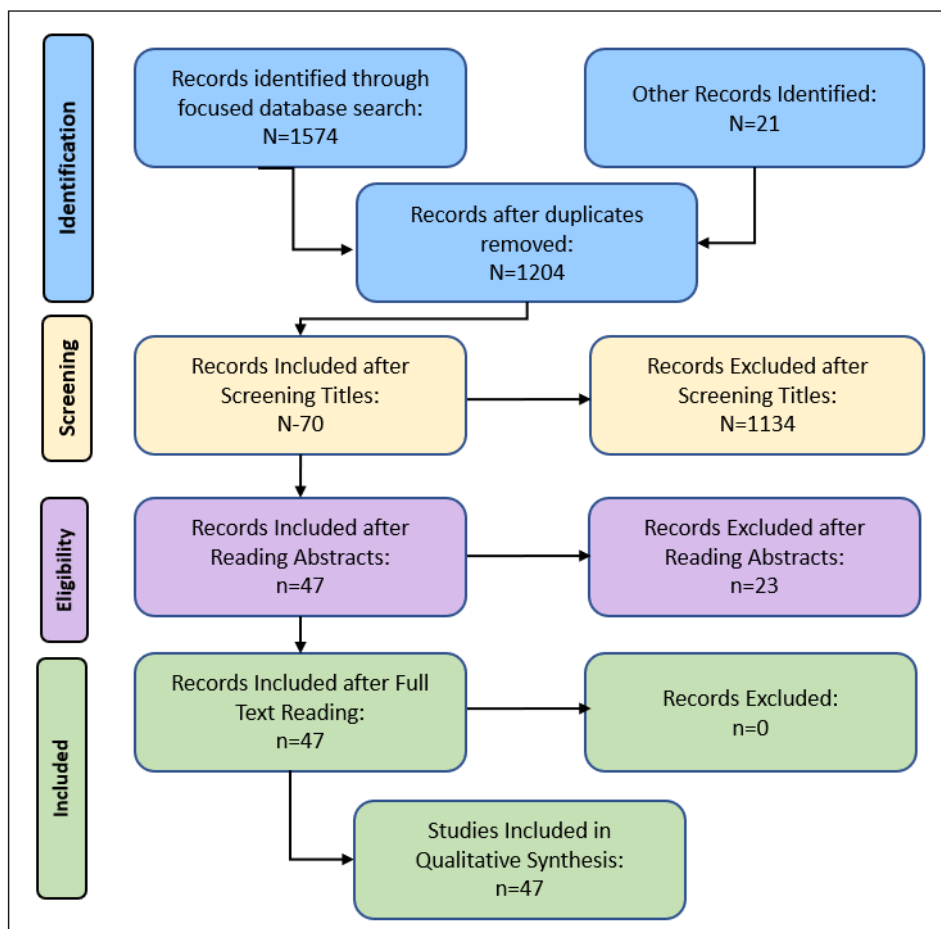 Identification
Records identified through
focused database search:
N=1574
Other Records Identified:
N=21
Records after duplicates
removed:
N=1204
Screening
Records Included after
Screening Titles:
N-70
Records Excluded after
Screening Titles:
N=1134
Eligibility
Records Included after
Reading Abstracts:
n=47
Records Excluded after
Reading Abstracts:
n=23
Included
Records Included after Full
Text Reading:
n=47
Records Excluded:
n=0
Studies Included in
Qualitative Synthesis:
n=47